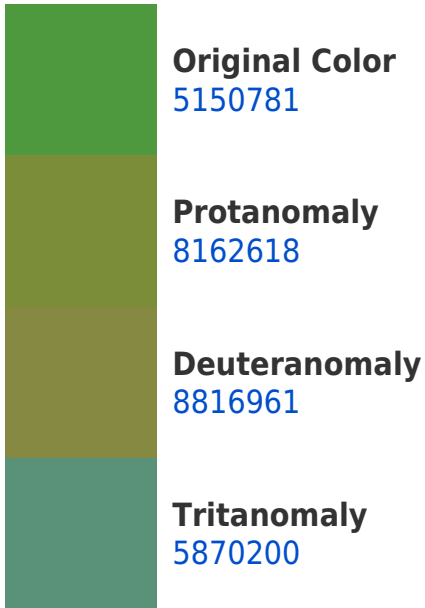 Original Color
5150781
Protanomaly
8162618
Deuteranomaly
8816961
Tritanomaly
5870200